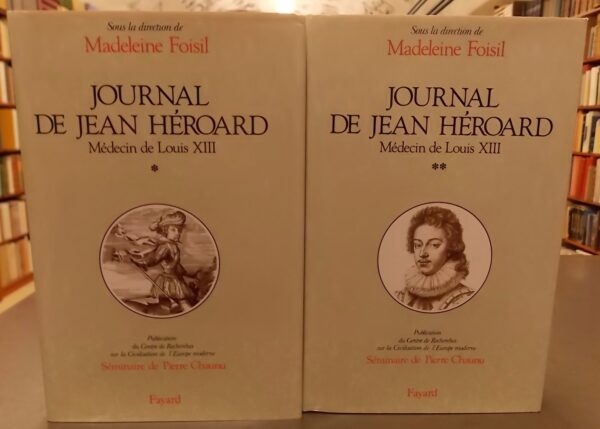 Sous la direction de
Madeleine Foisil
JOURNAL
DE JEAN HÉROARD
Médecin de Louis XIII
*
Publication
du Centre de Recherches
sur la Civilisation de l'Europe moderne
Séminaire de Pierre Chaunu
Fayard
Sous la direction de
Madeleine Foisil
JOURNAL
DE JEAN HÉROARD
Médecin de Louis XIII
**
Publication
du Centre de Recherches
sur la Civilisation de l'Europe moderne
Séminaire de Pierre Chaunu
Fayard